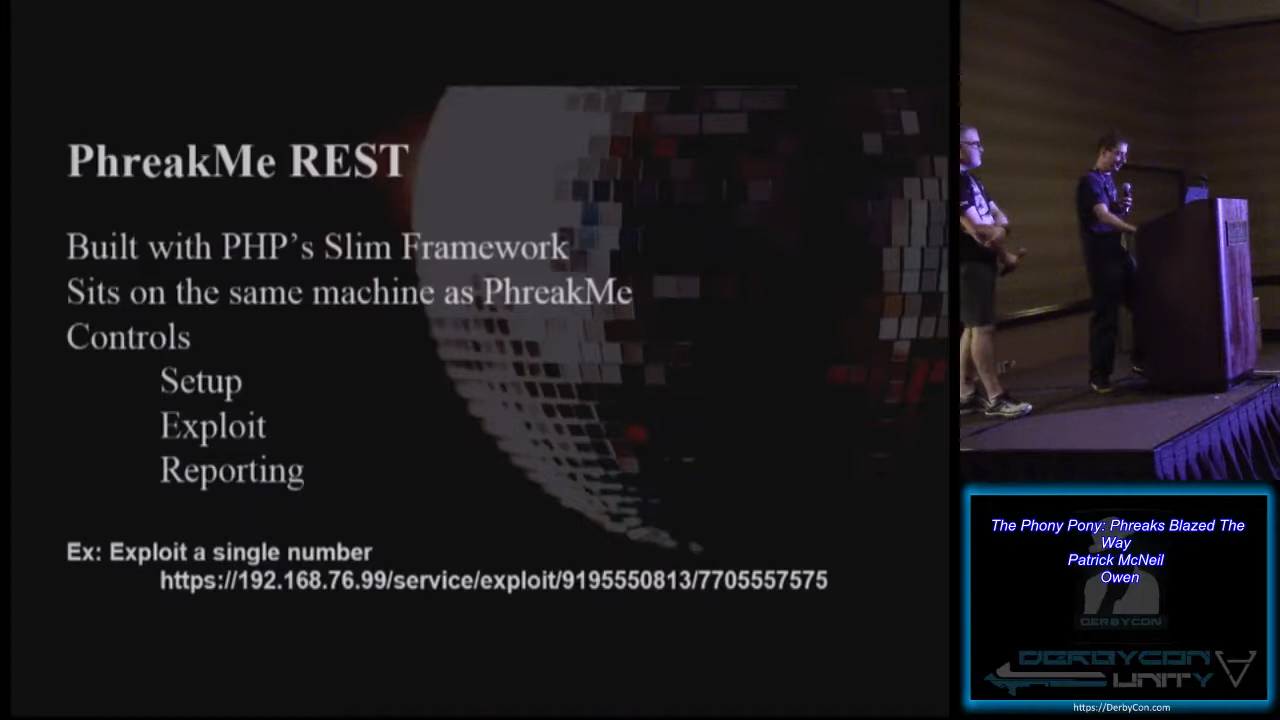 PhreakMe REST
Built with PHP’s Slim Framework
Sits on the same machine as PhreakMe
Controls
Setup
Exploit
Reporting
Ex: Exploit a single number
https://192.168.76.99/service/exploit/9195550813/7705557575
The Phony Pony: Phreaks Blazed The
Way
Patrick McNeil
Owen
DERBYCON
DERBYCON
UNITY
https://DerbyCon.com